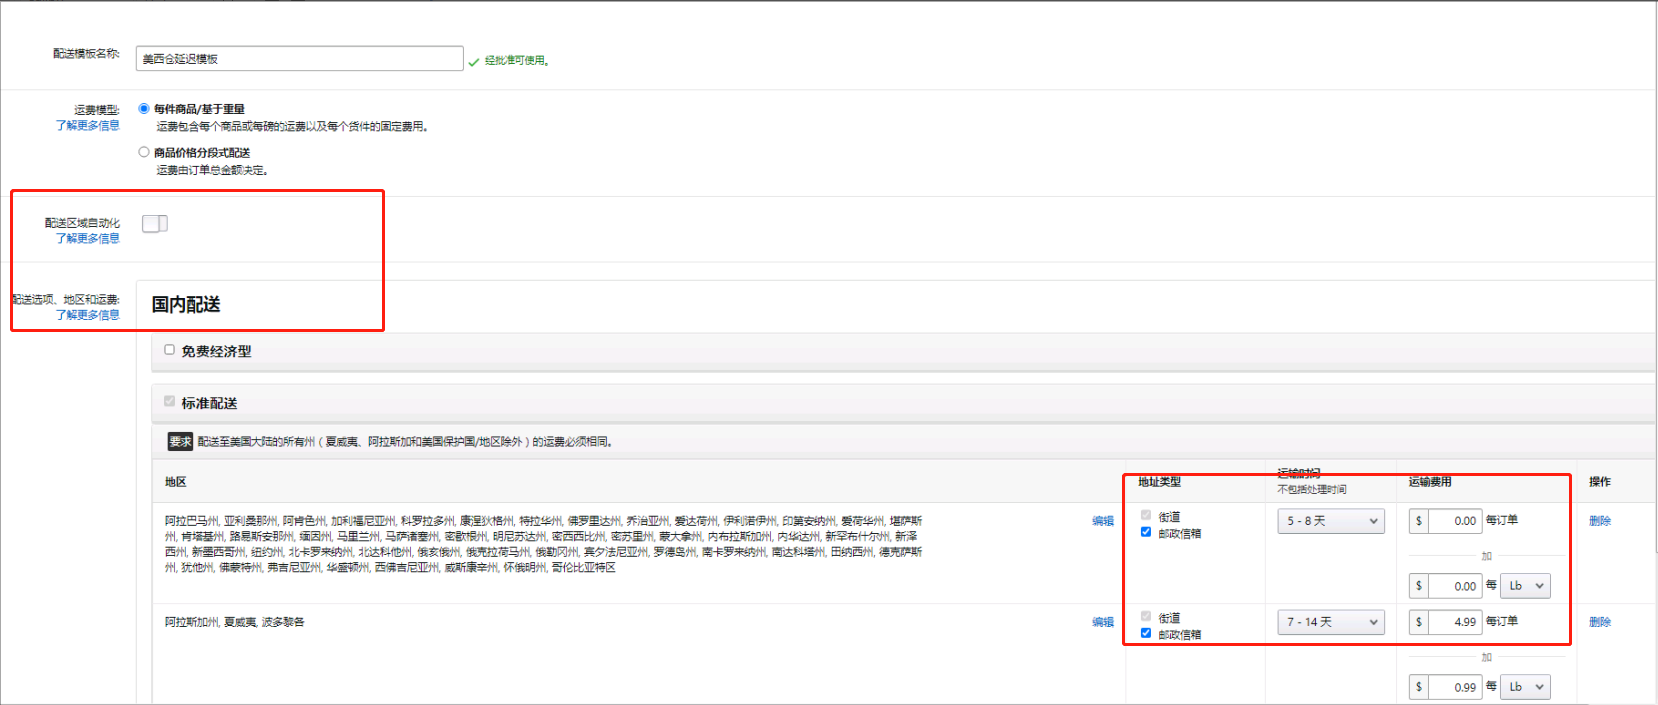 配送模板名称:
美西仓延迟模板
经批准可使用。
运费模型:
了解更多信息
每件商品/基于重量
运费包含每个商品或每磅的运费以及每个货件的固定费用。
商品价格分段式配送
运费由订单总金额决定。
配送区域自动化
了解更多信息
配送选项、地区和运费:
了解更多信息
国内配送
免费经济型
标准配送
要求 配送至美国大陆的所有州（夏威夷、阿拉斯加和美国保护国/地区除外）的运费必须相同。
地区 地址类型 运输时间 运输费用 操作
不包括处理时间
阿拉巴马州, 亚利桑那州, 阿肯色州, 加利福尼亚州, 科罗拉多州, 康涅狄格州, 特拉华州, 佛罗里达州, 乔治亚州, 爱达荷州, 伊利诺伊州, 印第安纳州, 爱荷华州, 堪萨斯
州, 肯塔基州, 路易斯安那州, 缅因州, 马里兰州, 马萨诸塞州, 密歇根州, 明尼苏达州, 密西西比州, 密苏里州, 蒙大拿州, 内布拉斯加州, 内华达州, 新罕布什尔州, 新泽
西州, 新墨西哥州, 纽约州, 北卡罗来纳州, 北达科他州, 俄亥俄州, 俄克拉荷马州, 俄勒冈州, 宾夕法尼亚州, 罗德岛州, 南卡罗来纳州, 南达科塔州, 田纳西州, 德克萨斯
州, 犹他州, 佛蒙特州, 弗吉尼亚州, 华盛顿州, 西佛吉尼亚州, 威斯康辛州, 怀俄明州, 哥伦比亚特区
编辑
街道
邮政信箱
5 - 8 天
$ 0.00 每订单
加
$ 0.00 每 Lb
删除
阿拉斯加州, 夏威夷, 波多黎各
编辑
街道
邮政信箱
7 - 14 天
$ 4.99 每订单
加
$ 0.99 每 Lb
删除